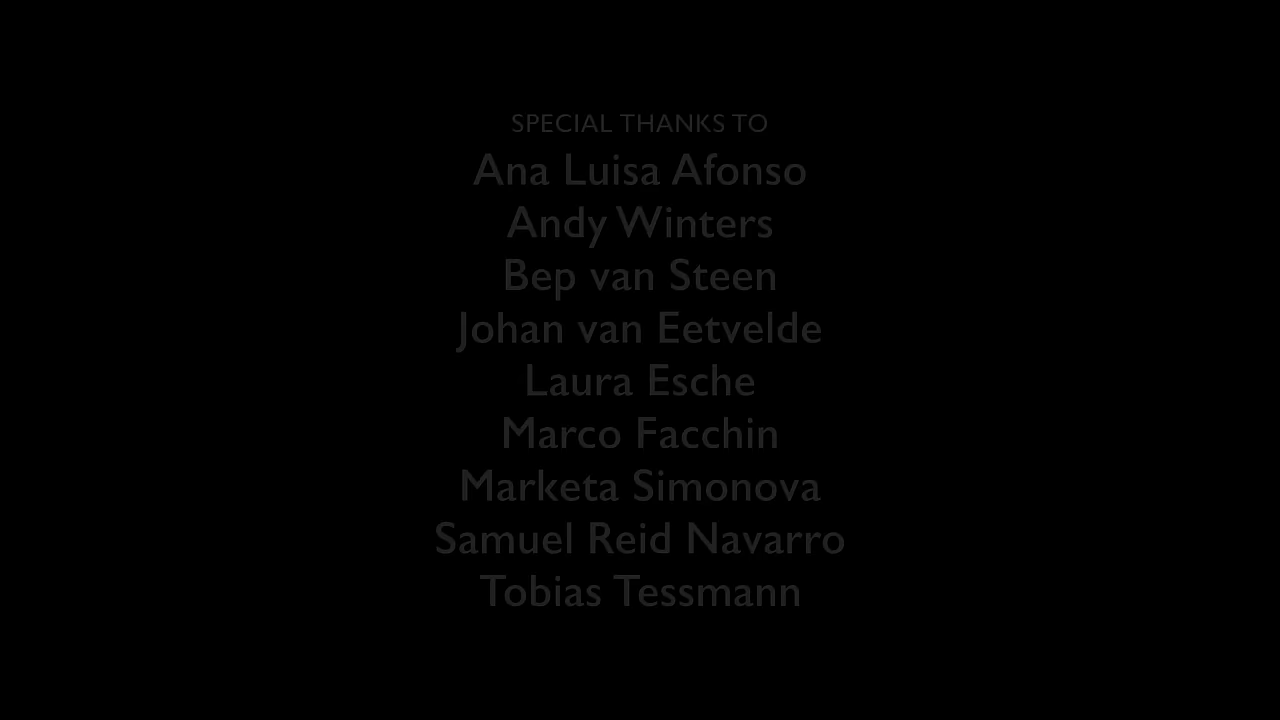 SPECIAL THANKS TO
Ana Luisa Afonso
Andy Winters
Bep van Steen
Johan van Eetvelde
Laura Esche
Marco Facchin
Marketa Simonova
Samuel Reid Navarro
Tobias Tessmann